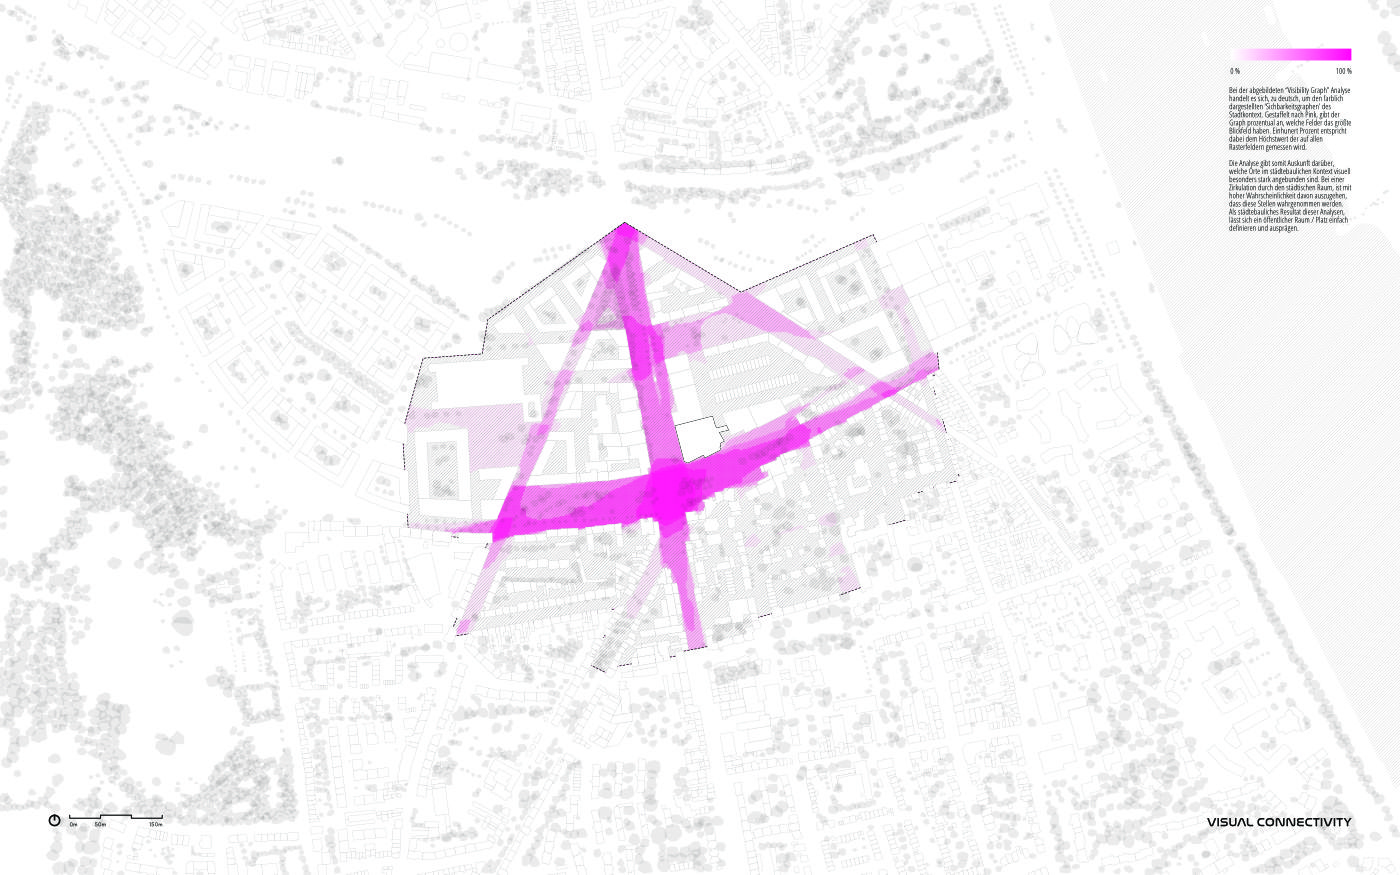 0 %
100 %
Bei der abgebildeten "Visibility Graph" Analyse
handelt es sich, zu deutsch, um den farblich
dargestellten 'Sichbarkeitsgraphen' des
Stadtkontext. Gestaffelt nach Pink, gibt der
Graph prozentual an, welche Felder das größte
Blickfeld haben. Einhunert Prozent entspricht
dabei dem Höchstwert der auf allen
Rasterfeldern gemessen wird.
Die Analyse gibt somit Auskunft darüber,
welche Orte im städtebaulichen Kontext visuell
besonders stark angebunden sind. Bei einer
Zirkulation durch den städtischen Raum, ist mit
hoher Wahrscheinlichkeit davon auszugehen,
dass diese Stellen wahrgenommen werden.
Als städtebauliches Resultat dieser Analysen,
lässt sich ein öffentlicher Raum / Platz einfach
definieren und ausprägen.
0m 50m 150m
VISUAL CONNECTIVITY